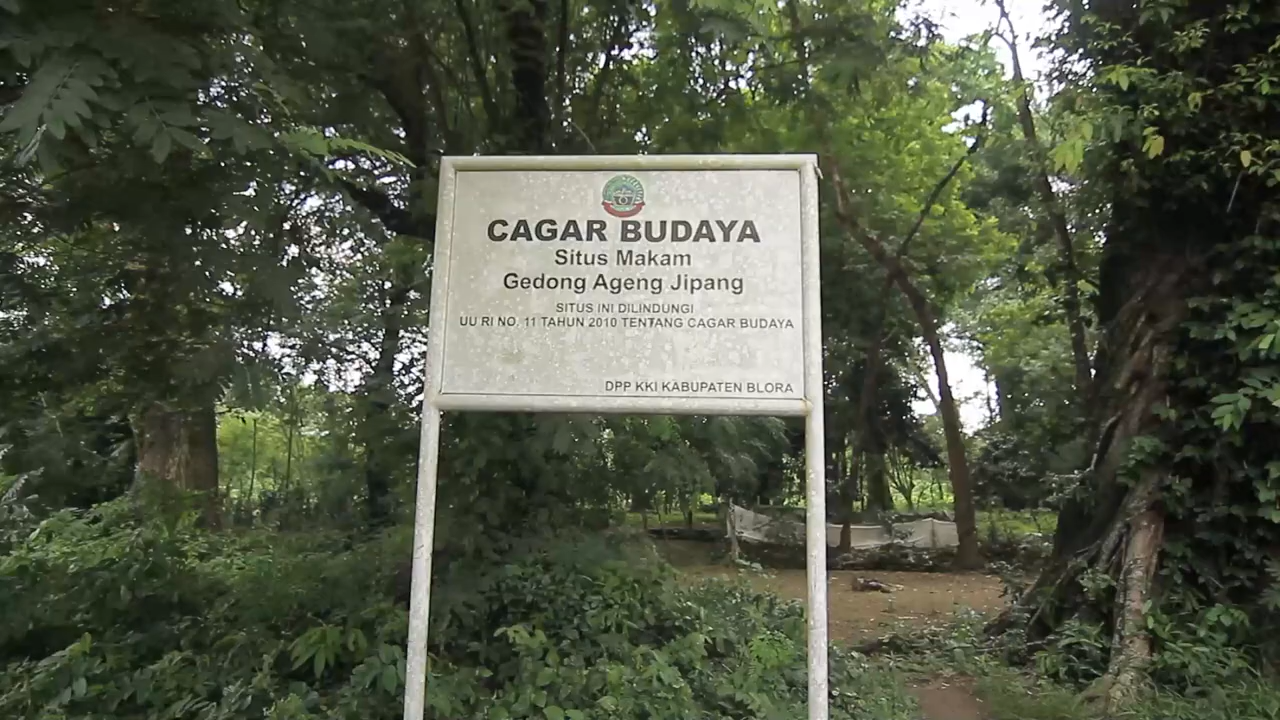 CAGAR BUDAYA
Situs Makam
Gedong Ageng Jipang
SITUS INI DILINDUNGI
UU RI NO. 11 TAHUN 2010 TENTANG CAGAR BUDAYA
DPP KKI KABUPATEN BLORA